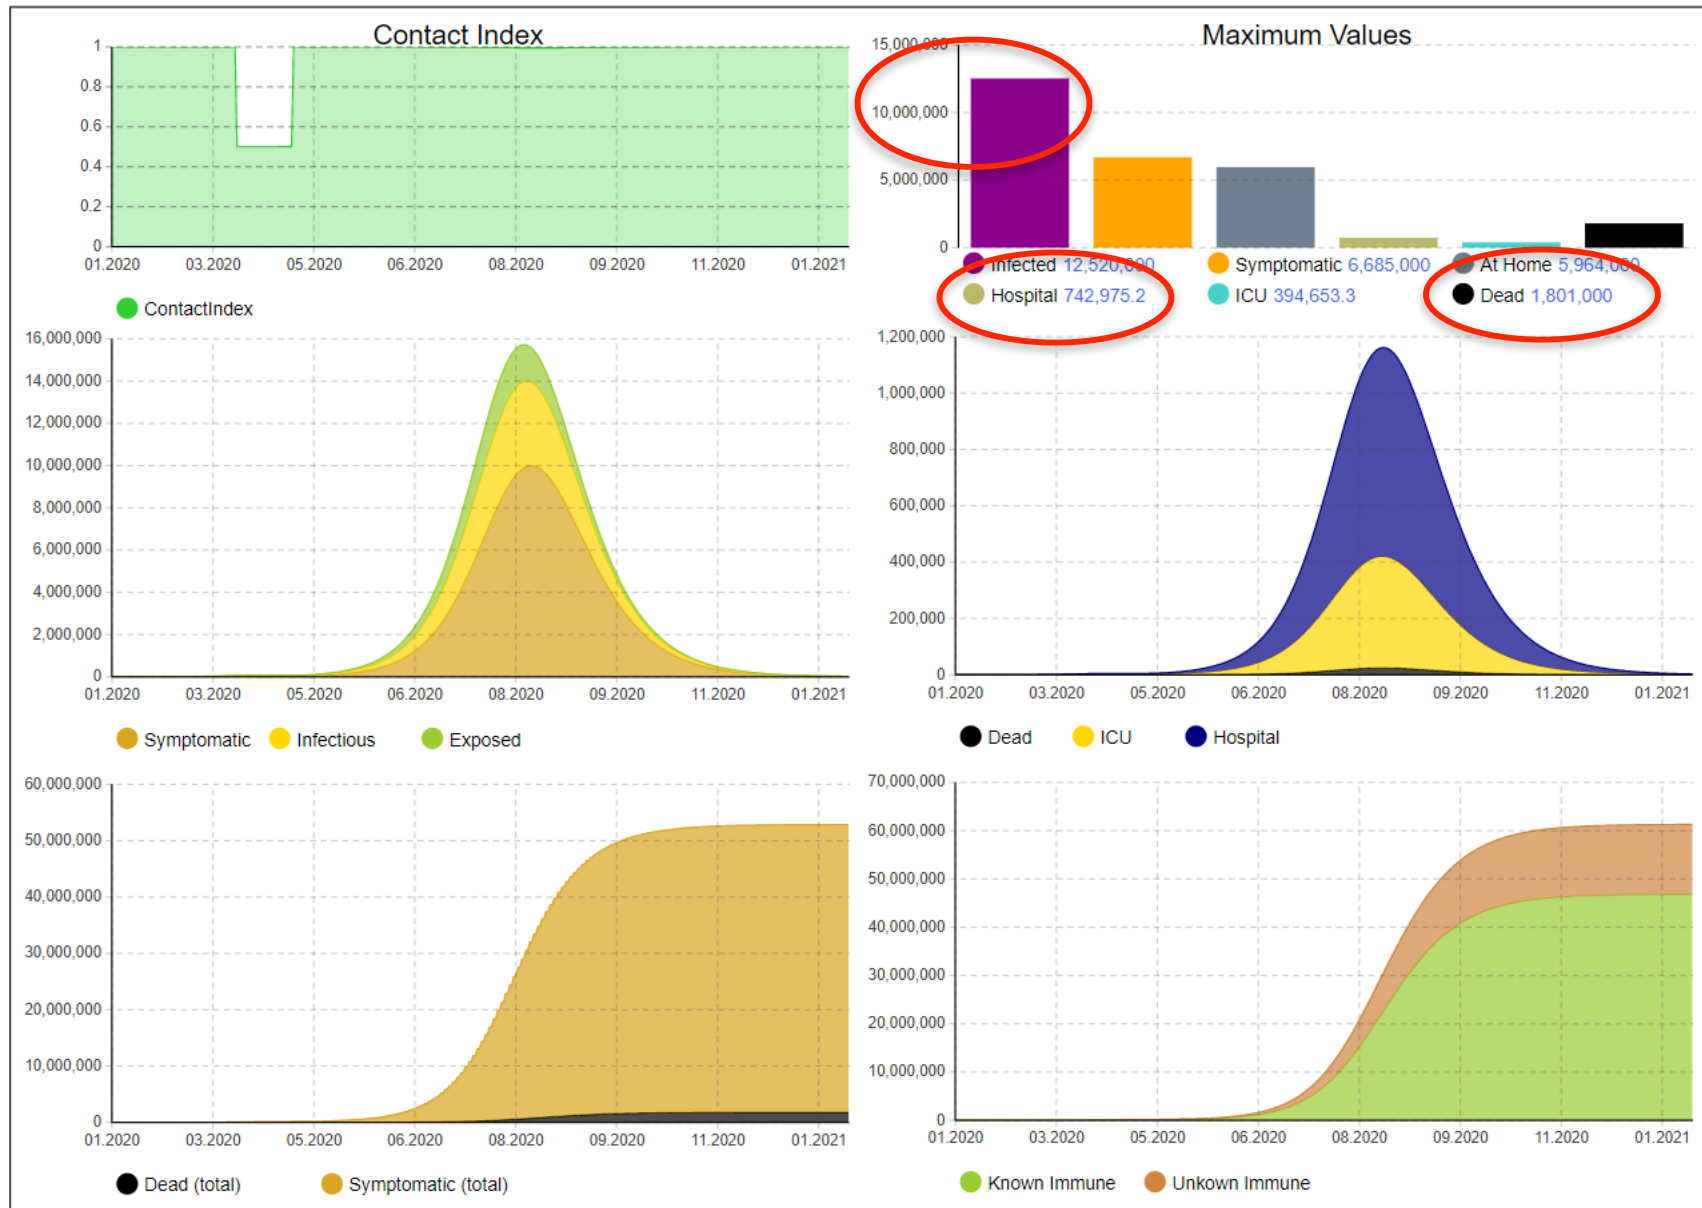 Contact Index
1
0.8
0.6
0.4
0.2
0
01.2020 03.2020 05.2020 06.2020 08.2020 09.2020 11.2020 01.2021
ContactIndex
Maximum Values
15,000,000
10,000,000
5,000,000
0
Infected 12,520,000 Symptomatic 6,685,000 At Home 5,964,000
Hospital 742,975.2 ICU 394,653.3 Dead 1,801,000
16,000,000
14,000,000
12,000,000
10,000,000
8,000,000
6,000,000
4,000,000
2,000,000
0
01.2020 03.2020 05.2020 06.2020 08.2020 09.2020 11.2020 01.2021
Symptomatic Infectious Exposed
1,200,000
1,000,000
800,000
600,000
400,000
200,000
0
01.2020 03.2020 05.2020 06.2020 08.2020 09.2020 11.2020 01.2021
Dead ICU Hospital
60,000,000
50,000,000
40,000,000
30,000,000
20,000,000
10,000,000
0
01.2020 03.2020 05.2020 06.2020 08.2020 09.2020 11.2020 01.2021
Dead (total) Symptomatic (total)
70,000,000
60,000,000
50,000,000
40,000,000
30,000,000
20,000,000
10,000,000
0
01.2020 03.2020 05.2020 06.2020 08.2020 09.2020 11.2020 01.2021
Known Immune Unkown Immune